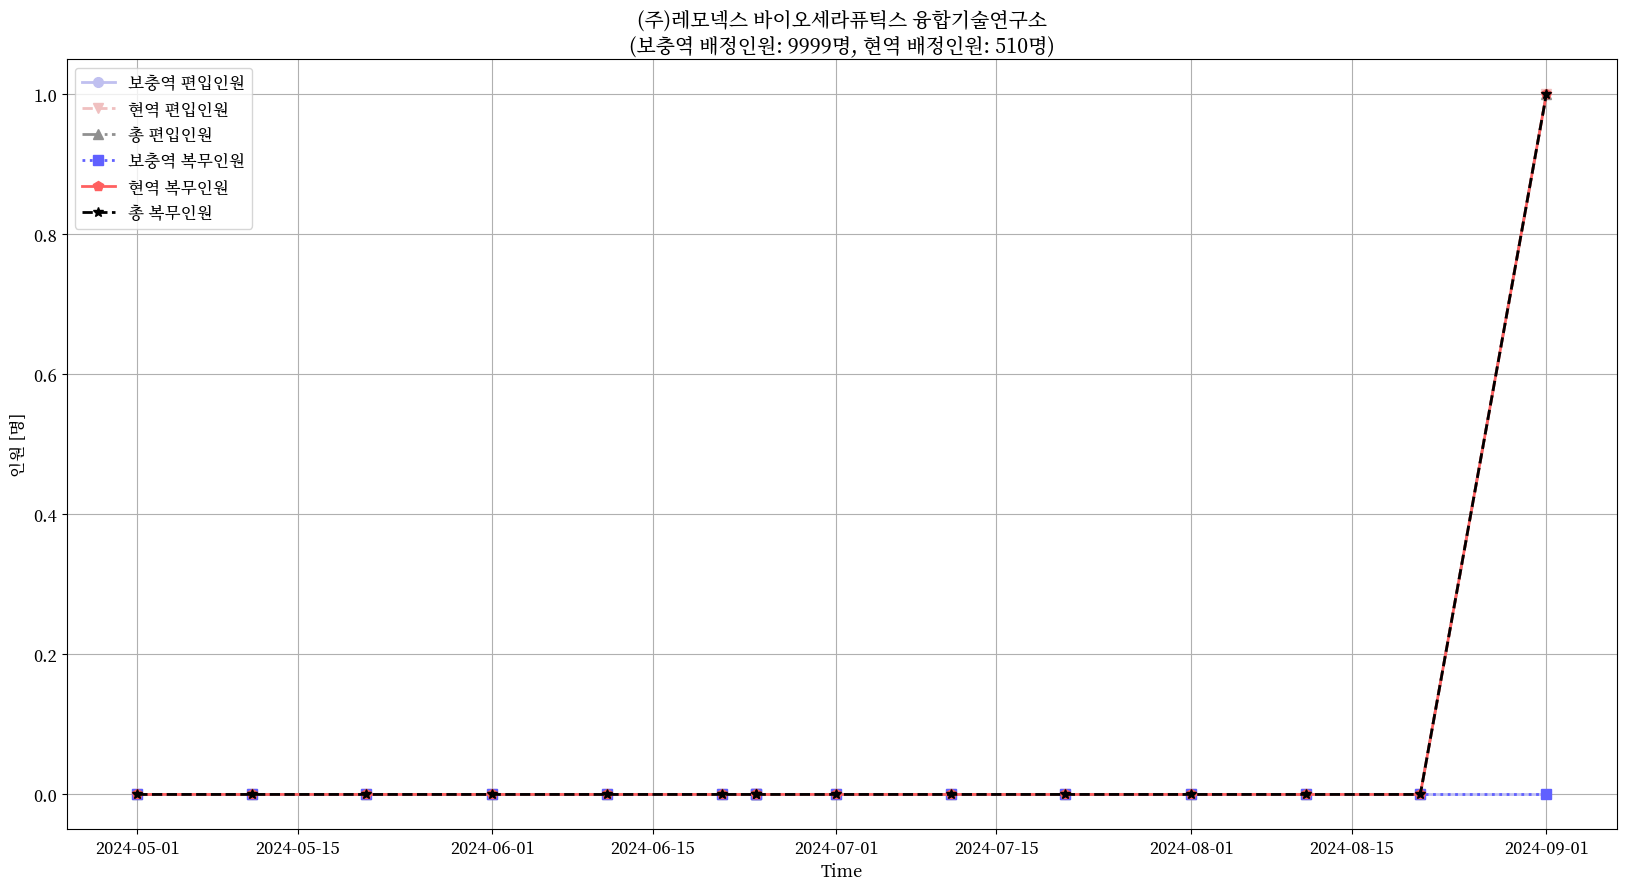 (주)레모넥스 바이오세라퓨틱스 융합기술연구소
(보충역 배정인원: 9999명, 현역 배정인원: 510명)
보충역 편입인원
현역 편입인원
총 편입인원
보충역 복무인원
현역 복무인원
총 복무인원
1.0
0.8
0.6
0.4
0.2
0.0
인원 [명]
2024-05-01 2024-05-15 2024-06-01 2024-06-15 2024-07-01 2024-07-15 2024-08-01 2024-08-15 2024-09-01
Time